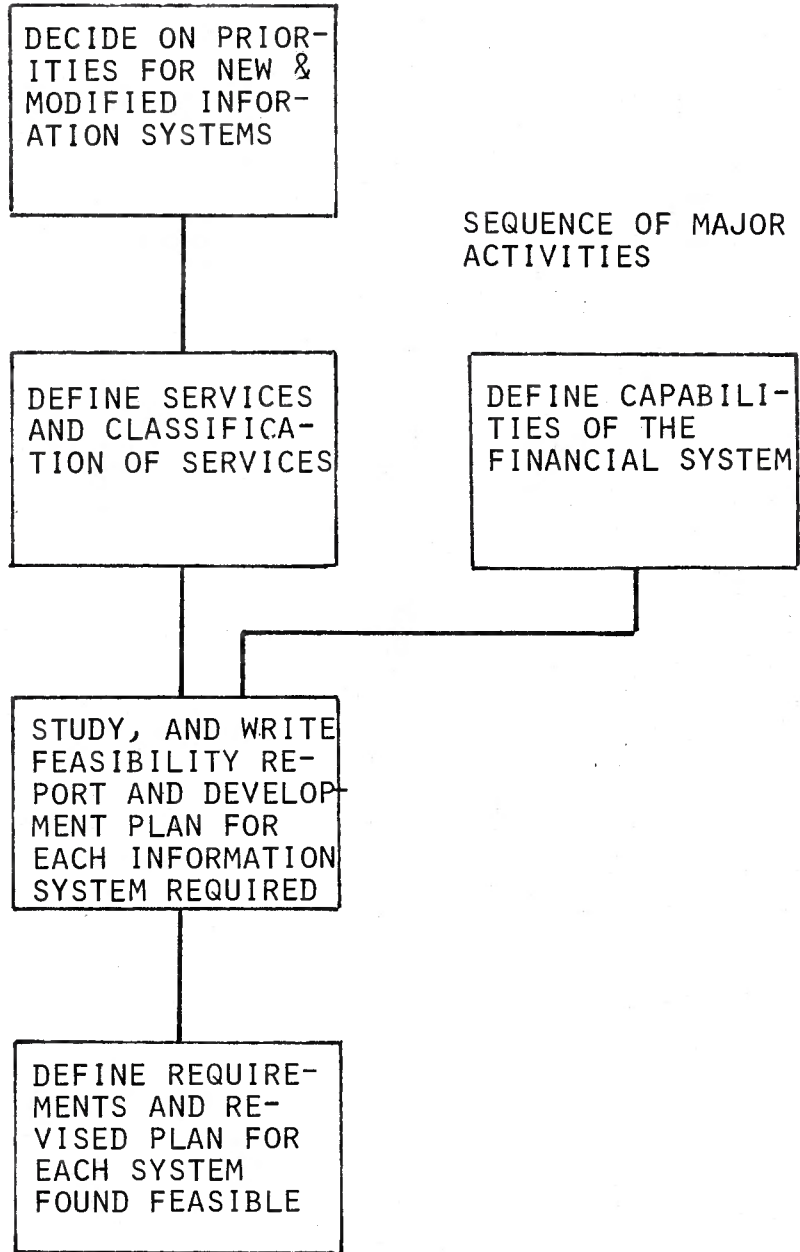 DECIDE ON PRIOR-
ITIES FOR NEW &
MODIFIED INFOR-
ATION SYSTEMS
SEQUENCE OF MAJOR
ACTIVITIES
DEFINE SERVICES
AND CLASSIFICA-
TION OF SERVICES
DEFINE CAPABILI-
TIES OF THE
FINANCIAL SYSTEM
STUDY, AND WRITE
FEASIBILITY RE-
PORT AND DEVELOP-
MENT PLAN FOR
EACH INFORMATION
SYSTEM REQUIRED
DEFINE REQUIRE-
MENTS AND RE-
VISED PLAN FOR
EACH SYSTEM
FOUND FEASIBLE